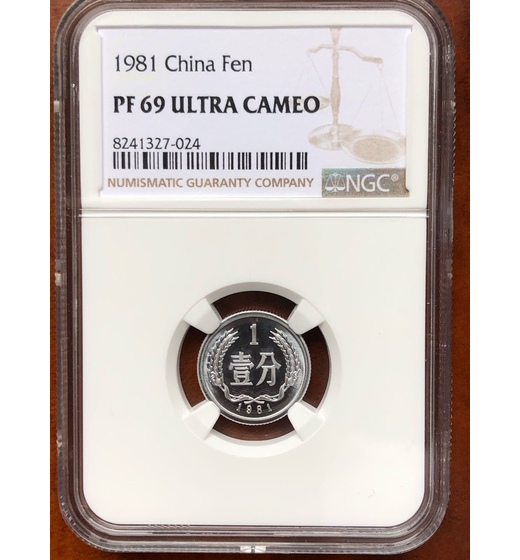 1981 China Fen
PF 69 ULTRA CAMEO
8241327-024
NUMISMATIC GUARANTY COMPANY
NGC®
1
壹分
1981